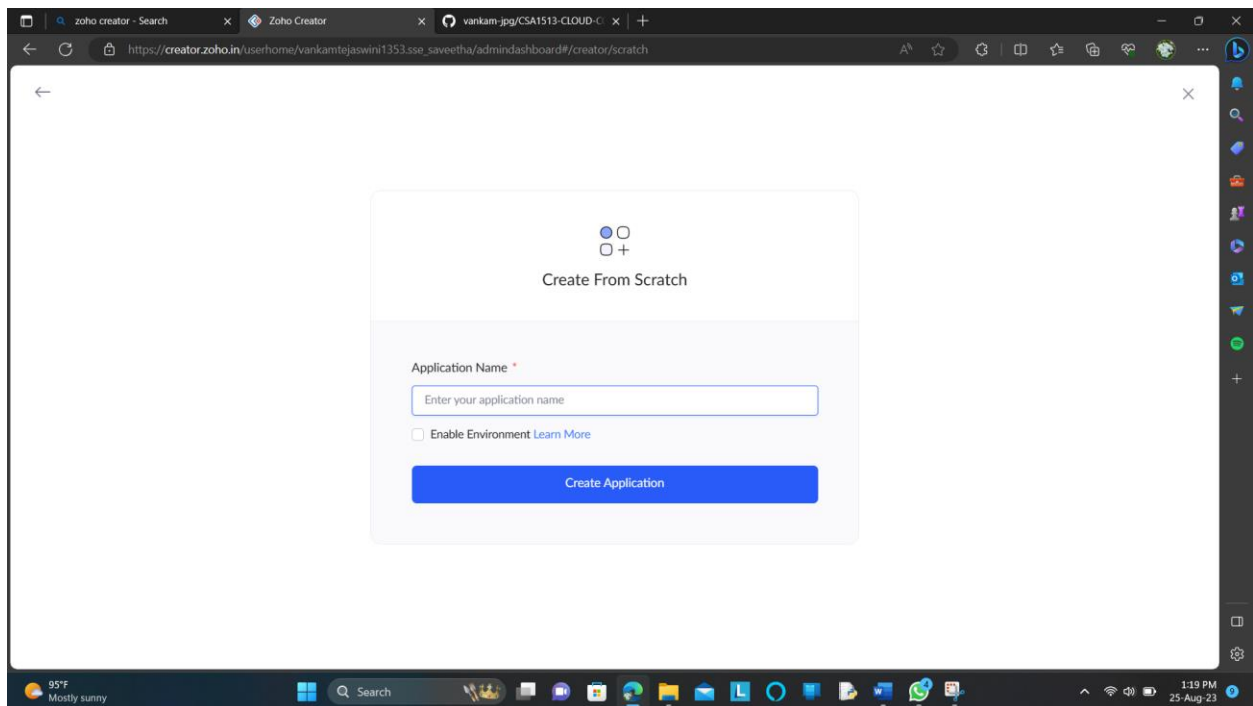 zoho creator - Search
Zoho Creator
vankam-jpg/CSA1513-CLOUD-C
https://creator.zoho.in/userhome/vankamtejaswini1353.sse_saveetha/admindashboard#/creator/scratch
Create From Scratch
Application Name *
Enter your application name
Enable Environment Learn More
Create Application
95°F
Mostly sunny
Search
1:19 PM
25-Aug-23